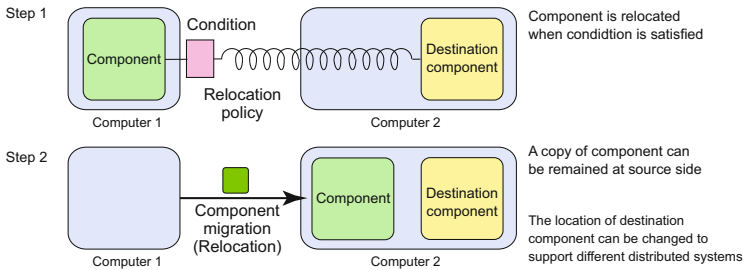 Step 1
Condition
Component
Relocation
policy
Destination
component
Computer 1
Computer 2
Component is relocated
when condidtion is satisfied
Step 2
Component
migration
(Relocation)
Component
Destination
component
Computer 1
Computer 2
A copy of component can
be remained at source side
The location of destination
component can be changed to
support different distributed systems